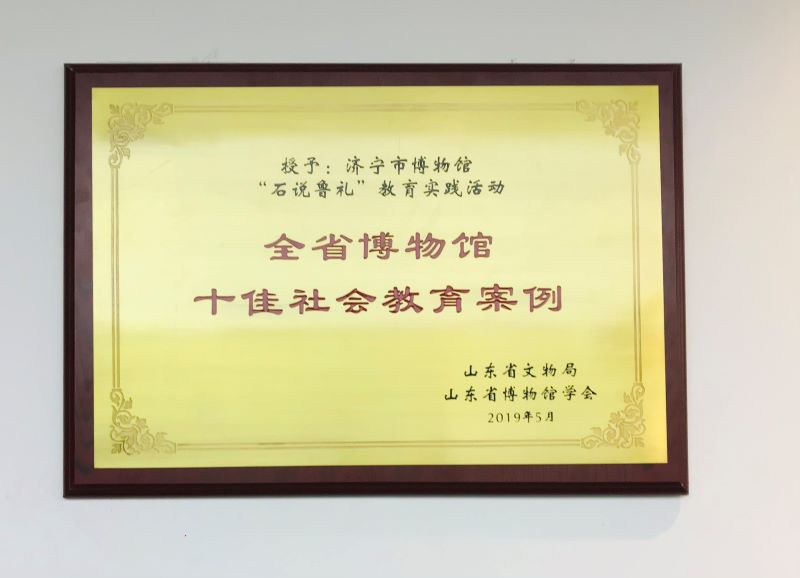 授予：济宁市博物馆
“石说鲁礼”教育实践活动
全省博物馆
十佳社会教育案例
山东省文物局
山东省博物馆学会
2019年5月